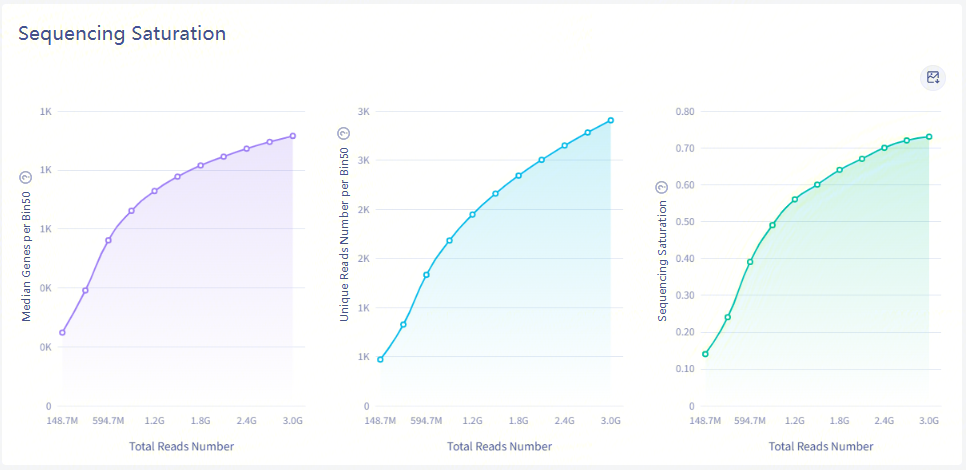 Sequencing Saturation
Median Genes per Bin50
?
1K
1K
1K
0K
0K
0
148.7M 594.7M 1.2G 1.8G 2.4G 3.0G
Total Reads Number
Unique Reads Number per Bin50
?
3K
3K
2K
2K
1K
1K
0
148.7M 594.7M 1.2G 1.8G 2.4G 3.0G
Total Reads Number
Sequencing Saturation
?
0.80
0.70
0.60
0.50
0.40
0.30
0.20
0.10
0
148.7M 594.7M 1.2G 1.8G 2.4G 3.0G
Total Reads Number